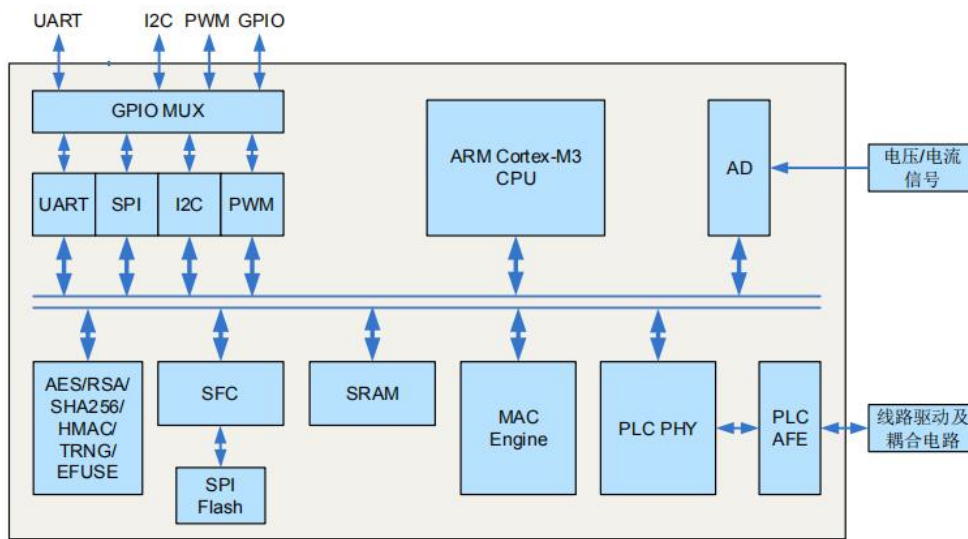 UART I2C PWM GPIO
GPIO MUX
UART SPI I2C PWM
ARM Cortex-M3
CPU
AD
电压/电流
信号
AES/RSA/
SHA256/
HMAC/
TRNG/
EFUSE
SFC
SPI
Flash
SRAM
MAC
Engine
PLC PHY
PLC
AFE
线路驱动及
耦合电路